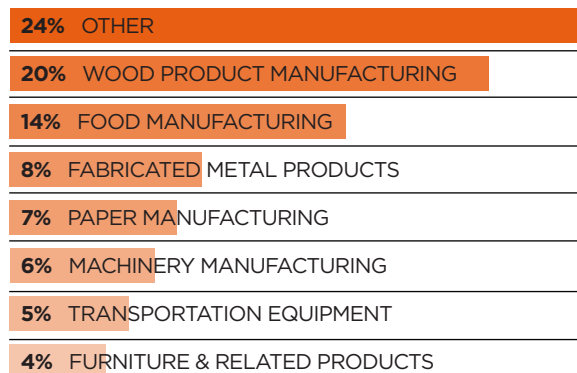 24% OTHER
20% WOOD PRODUCT MANUFACTURING
14% FOOD MANUFACTURING
8% FABRICATED METAL PRODUCTS
7% PAPER MANUFACTURING
6% MACHINERY MANUFACTURING
5% TRANSPORTATION EQUIPMENT
4% FURNITURE & RELATED PRODUCTS